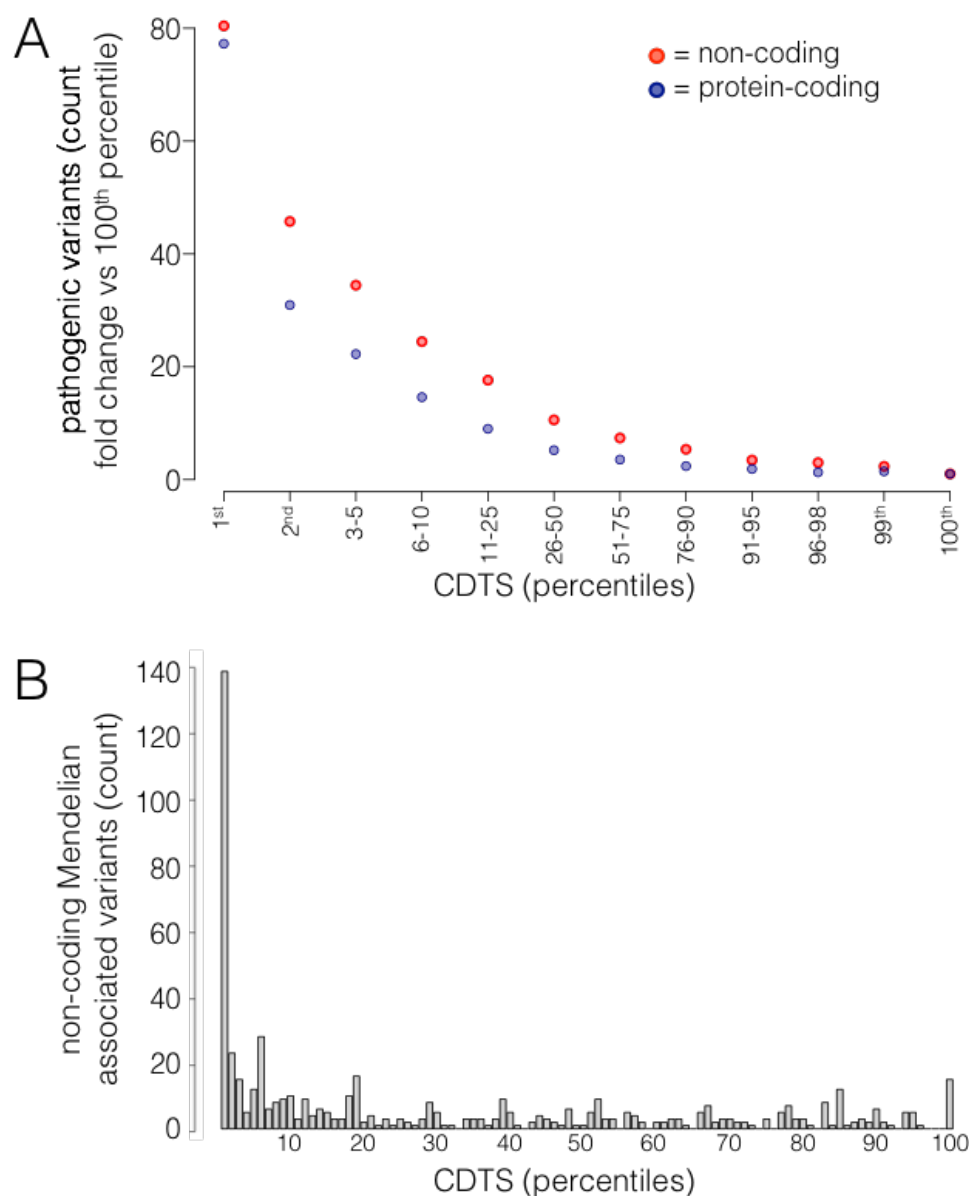 A
pathogenic variants (count
fold change vs 100th percentile)
80
60
40
20
0
= non-coding
= protein-coding
1st
2nd
3-5
6-10
11-25
26-50
51-75
76-90
91-95
96-98
99th
100th
CDTS (percentiles)
B
non-coding Mendelian
associated variants (count)
140
120
100
80
60
40
20
0
10 20 30 40 50 60 70 80 90 100
CDTS (percentiles)